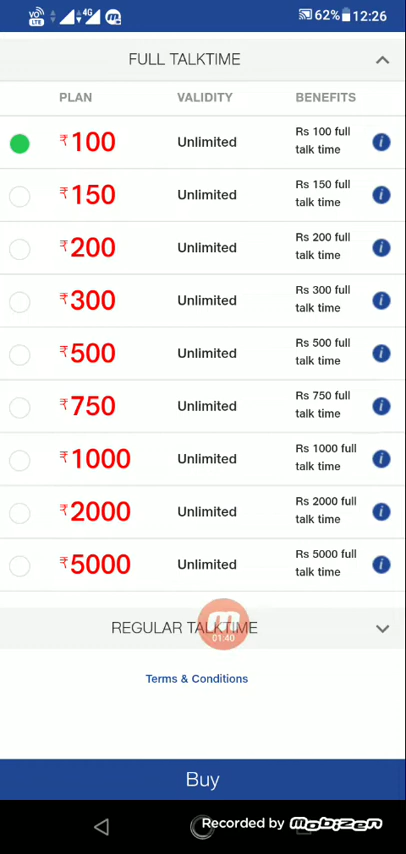 VO LTE 4G 62% 12:26
FULL TALKTIME
PLAN VALIDITY BENEFITS
₹100 Unlimited Rs 100 full talk time i
₹150 Unlimited Rs 150 full talk time i
₹200 Unlimited Rs 200 full talk time i
₹300 Unlimited Rs 300 full talk time i
₹500 Unlimited Rs 500 full talk time i
₹750 Unlimited Rs 750 full talk time i
₹1000 Unlimited Rs 1000 full talk time i
₹2000 Unlimited Rs 2000 full talk time i
₹5000 Unlimited Rs 5000 full talk time i
REGULAR TALKTIME
01:40
Terms & Conditions
Buy
Recorded by Mobizen